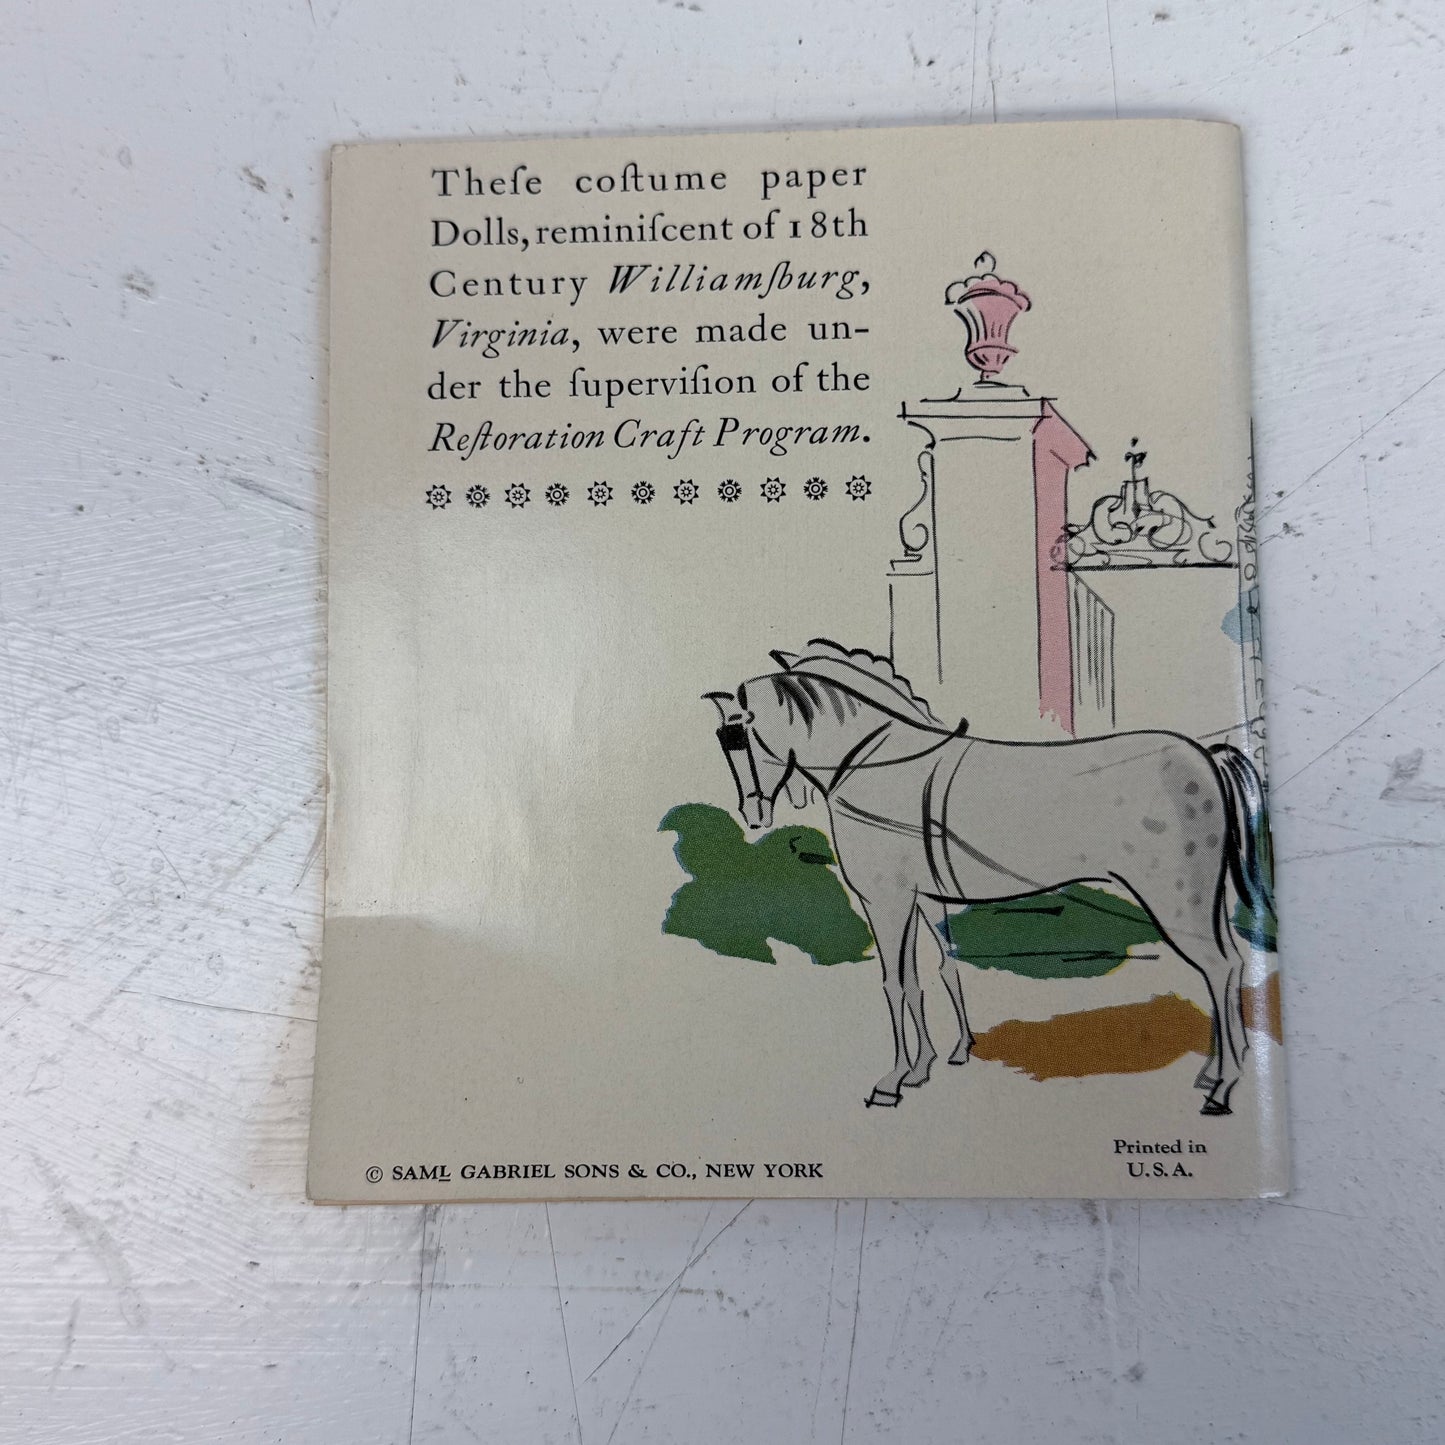 Theſe coſtume paper
Dolls, reminiſcent of 18th
Century Williamſburg,
Virginia, were made un-
der the ſuperviſion of the
Reſtoration Craft Program.
© SAML GABRIEL SONS & CO., NEW YORK
Printed in
U. S. A.